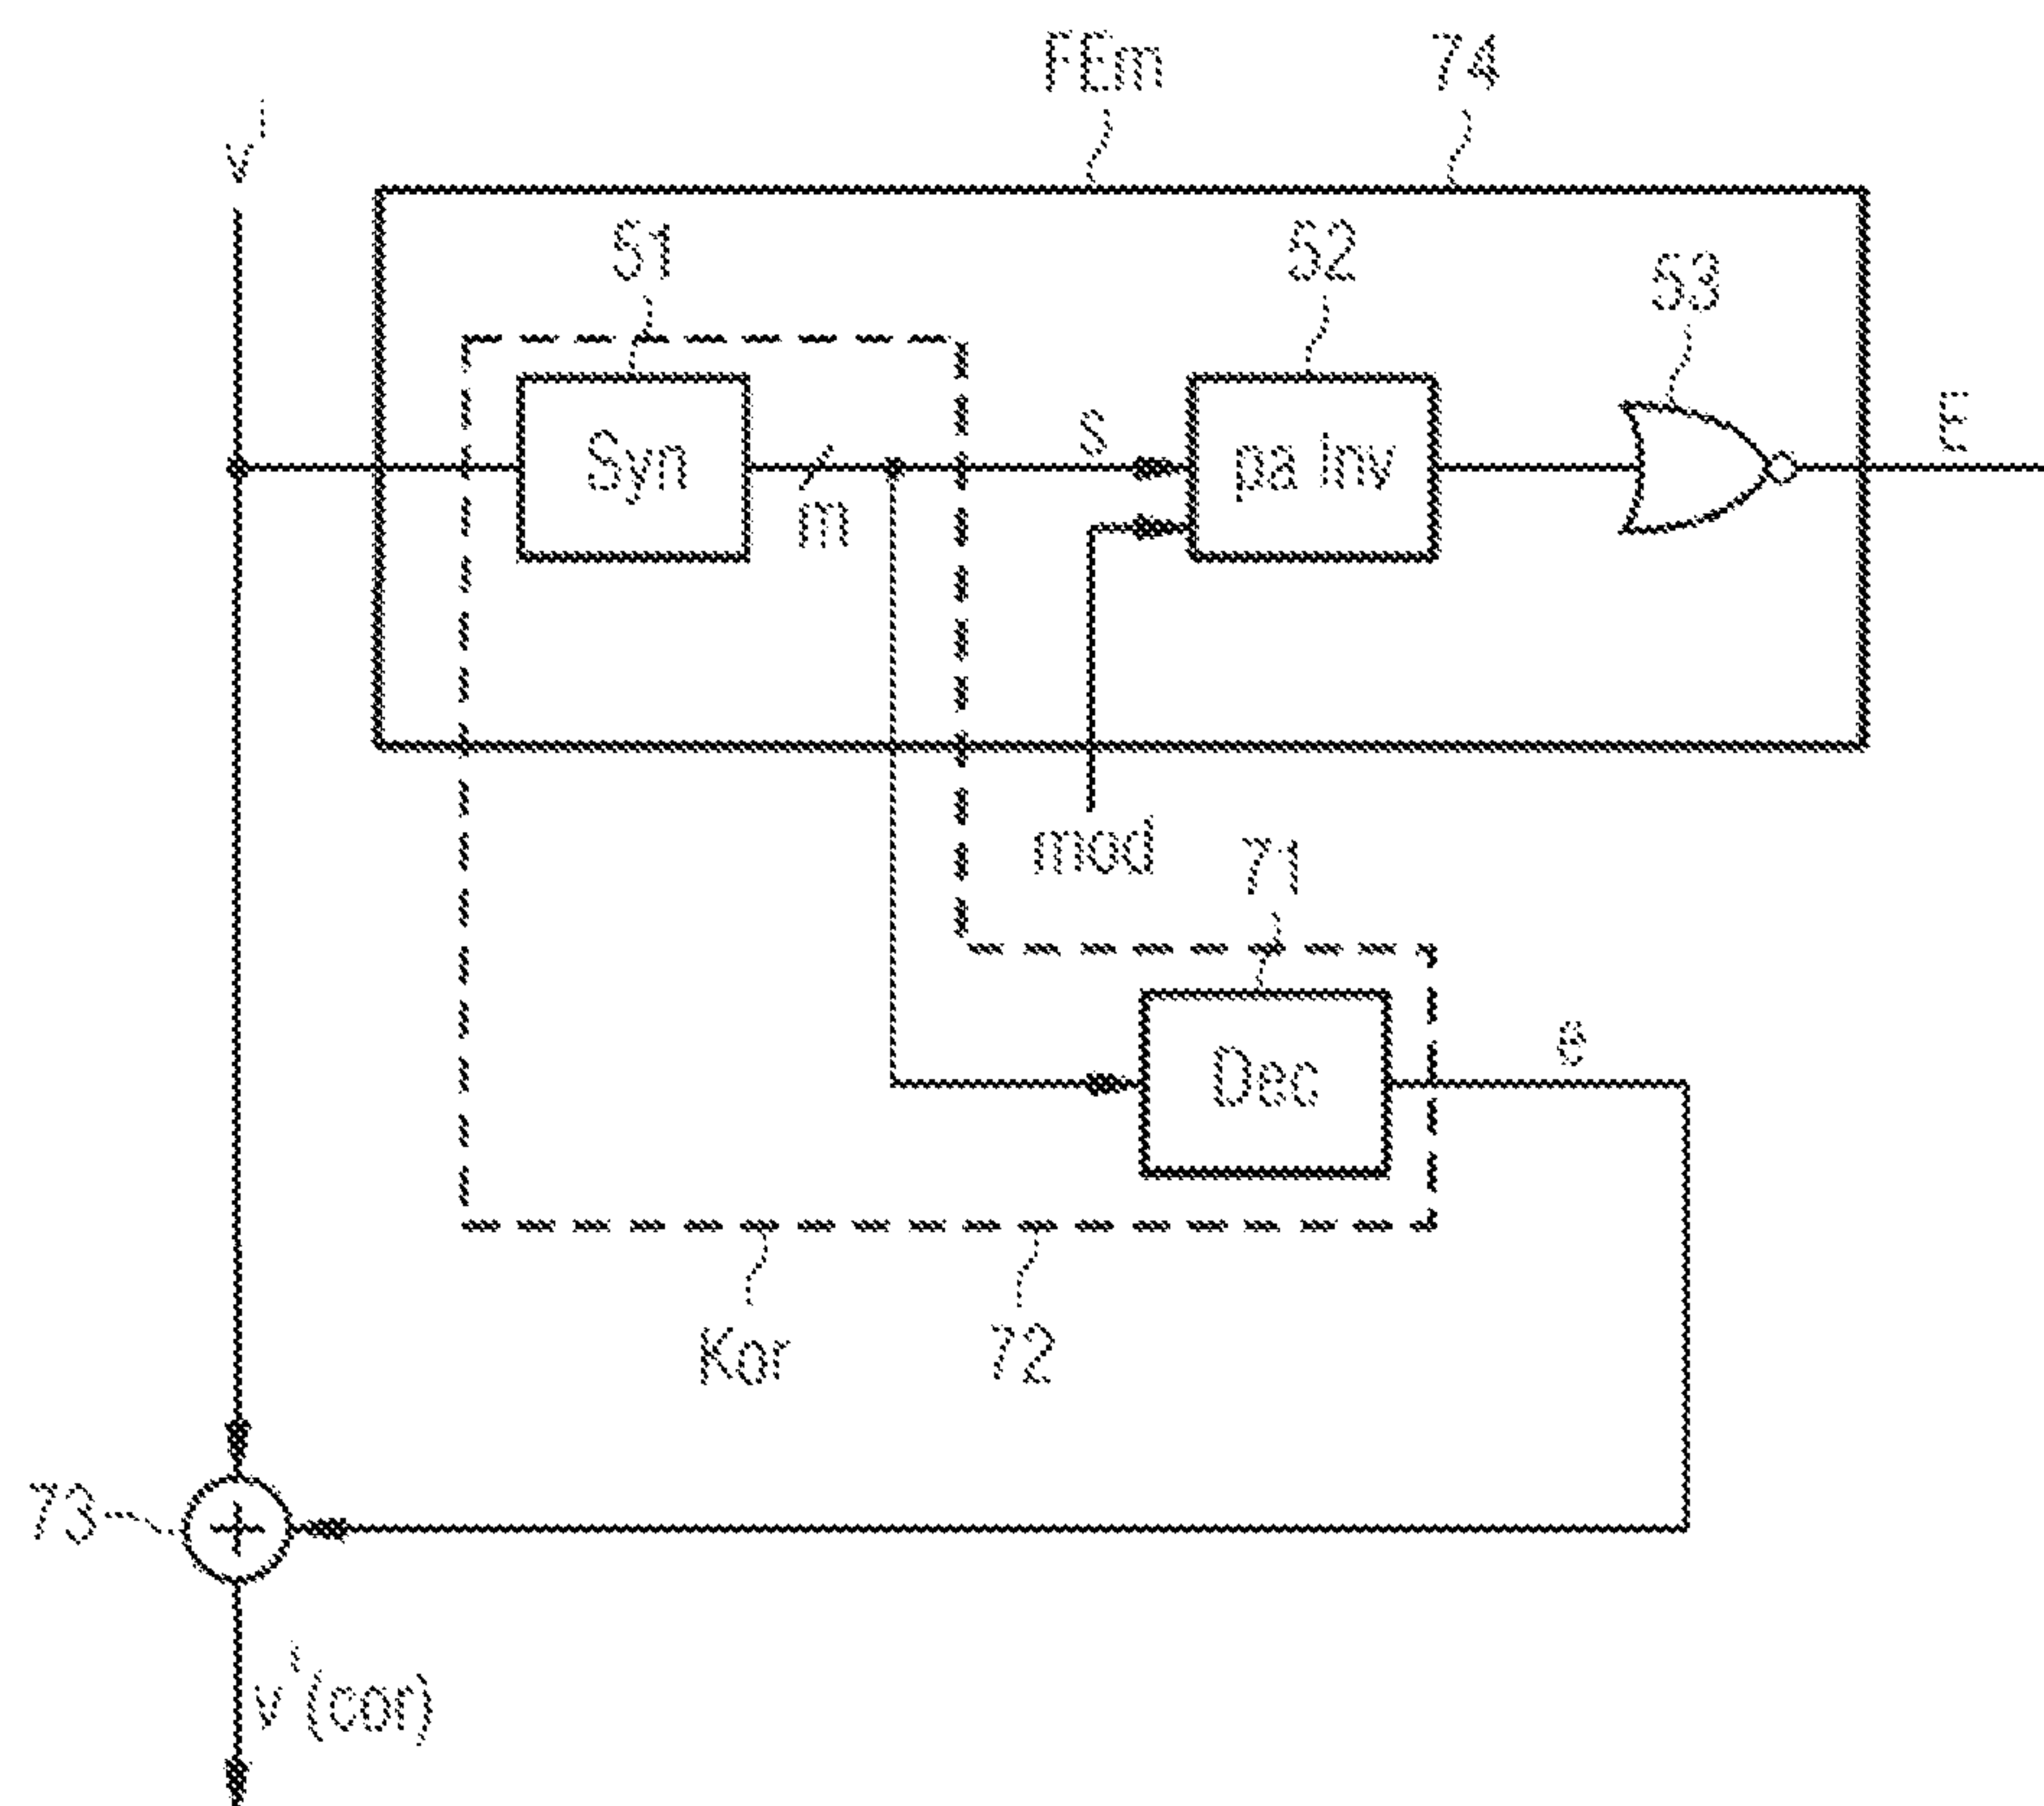 FEm
74
v'
51
52
53
Syn
m
S
pa inv
E
mod
71
Dec
e
Kor
72
73
+
v'(cor)